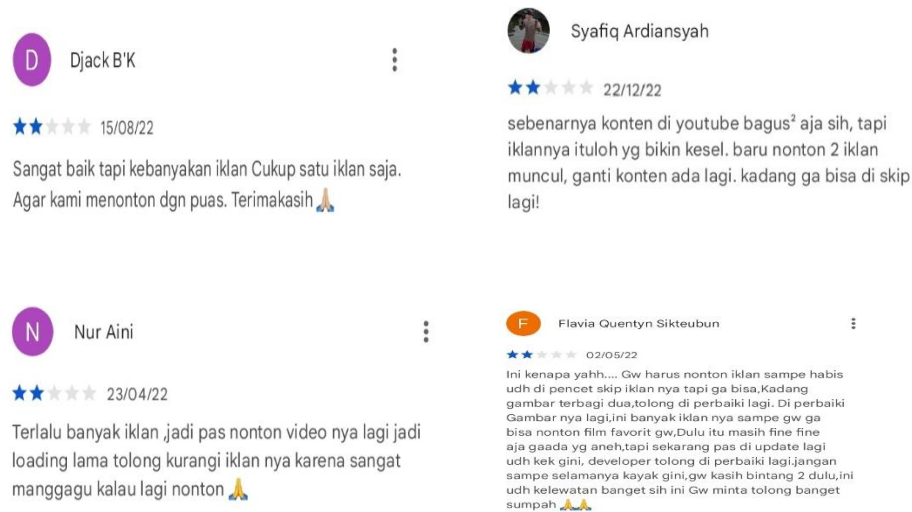 D
Djack B'K
15/08/22
Sangat baik tapi kebanyakan iklan Cukup satu iklan saja.
Agar kami menonton dgn puas. Terimakasih🙏🏼
Syafiq Ardiansyah
22/12/22
sebenarnya konten di youtube bagus² aja sih, tapi
iklannya ituloh yg bikin kesel. baru nonton 2 iklan
muncul, ganti konten ada lagi. kadang ga bisa di skip
lagi!
N
Nur Aini
23/04/22
Terlalu banyak iklan ,jadi pas nonton video nya lagi jadi
loading lama tolong kurangi iklan nya karena sangat
manggagu kalau lagi nonton 🙏
F
Flavia Quentyn Sikteubun
02/05/22
Ini kenapa yahh.... Gw harus nonton iklan sampe habis
udh di pencet skip iklan nya tapi ga bisa,Kadang
gambar terbagi dua,tolong di perbaiki lagi. Di perbaiki
Gambar nya lagi,ini banyak iklan nya sampe gw ga
bisa nonton film favorit gw,Dulu itu masih fine fine
aja gaada yg aneh,tapi sekarang pas di update lagi
udh kek gini, developer tolong di perbaiki lagi.jangan
sampe selamanya kayak gini,gw kasih bintang 2 dulu,ini
udh kelewatan banget sih ini Gw minta tolong banget
sumpah 🙏🙏